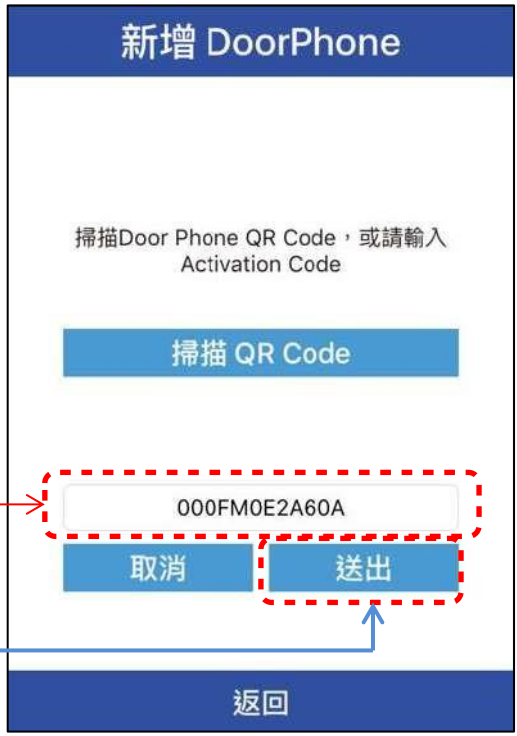 新增 DoorPhone
掃描Door Phone QR Code，或請輸入
Activation Code
掃描 QR Code
000FM0E2A60A
取消
送出
返回